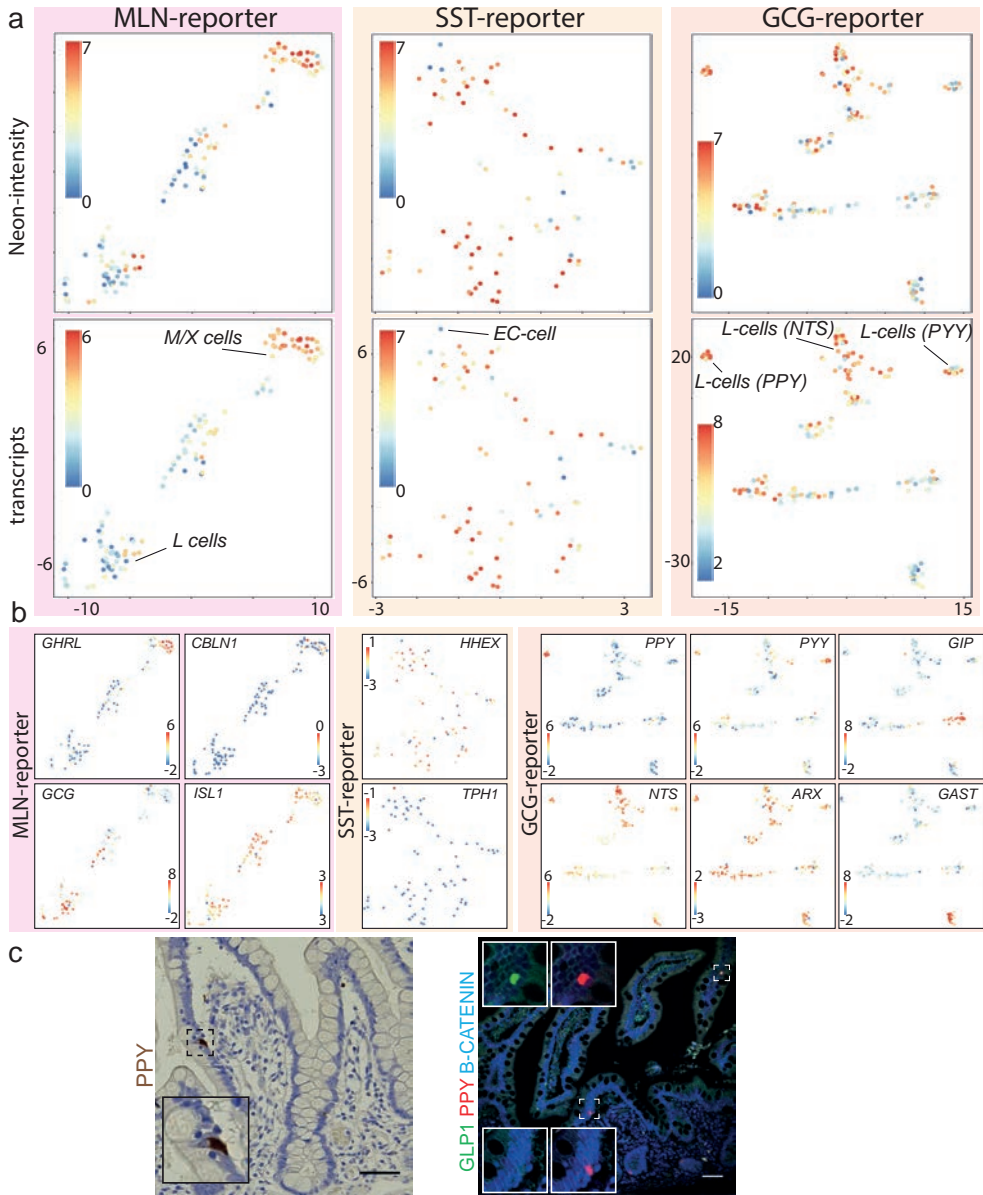 a
MLN-reporter
SST-reporter
GCG-reporter
Neon-intensity
7
0
7
0
7
0
transcripts
6
-6
6
0
M/X cells
L cells
-10
10
6
-6
7
0
EC-cell
-3
3
20
-30
8
2
L-cells (NTS)
L-cells (PYY)
L-cells (PPY)
-15
15
b
MLN-reporter
GHRL
6
-2
CBLN1
0
-3
GCG
8
-2
ISL1
3
3
SST-reporter
HHEX
1
-3
TPH1
-1
-3
GCG-reporter
PPY
6
-2
PYY
6
-2
GIP
8
-2
NTS
6
-2
ARX
2
-3
GAST
8
-2
c
PPY
GLP1 PPY B-CATENIN